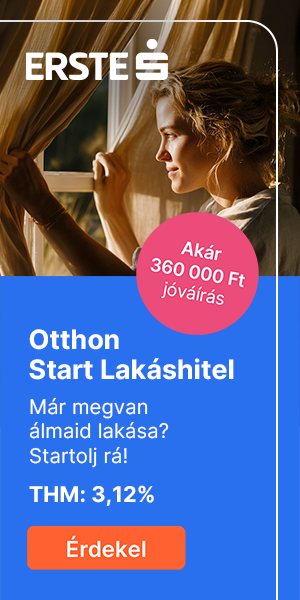 ERSTE
Akár
360 000 Ft
jóváírás
Otthon
Start Lakáshitel
Már megvan
álmaid lakása?
Startolj rá!
THM: 3,12%
Érdekel